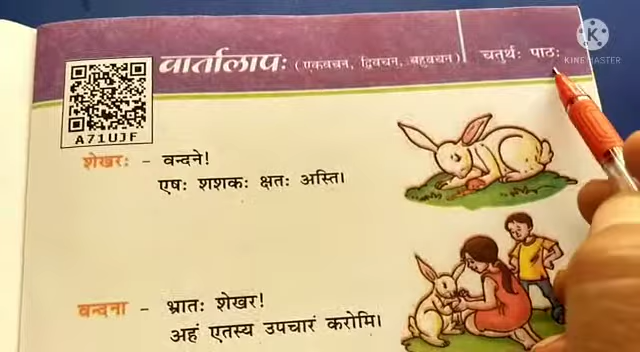 वार्तालापः (एकवचन, द्विवचन, बहुवचन) चतुर्थः पाठः
KINEMASTER
A71UJF
शेखरः - वन्दने!
एषः शशकः क्षतः अस्ति।
वन्दना - भ्रातः शेखर!
अहं एतस्य उपचारं करोमि।